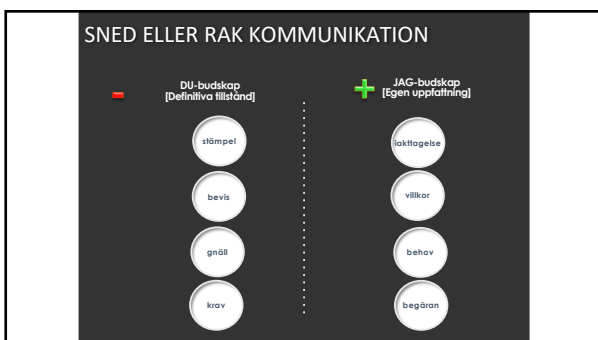 SNED ELLER RAK KOMMUNIKATION
DU-budskap
[Definitiva tillstånd]
stämpel
bevis
gnäll
krav
JAG-budskap
[Egen uppfattning]
iakttagelse
villkor
behov
begäran